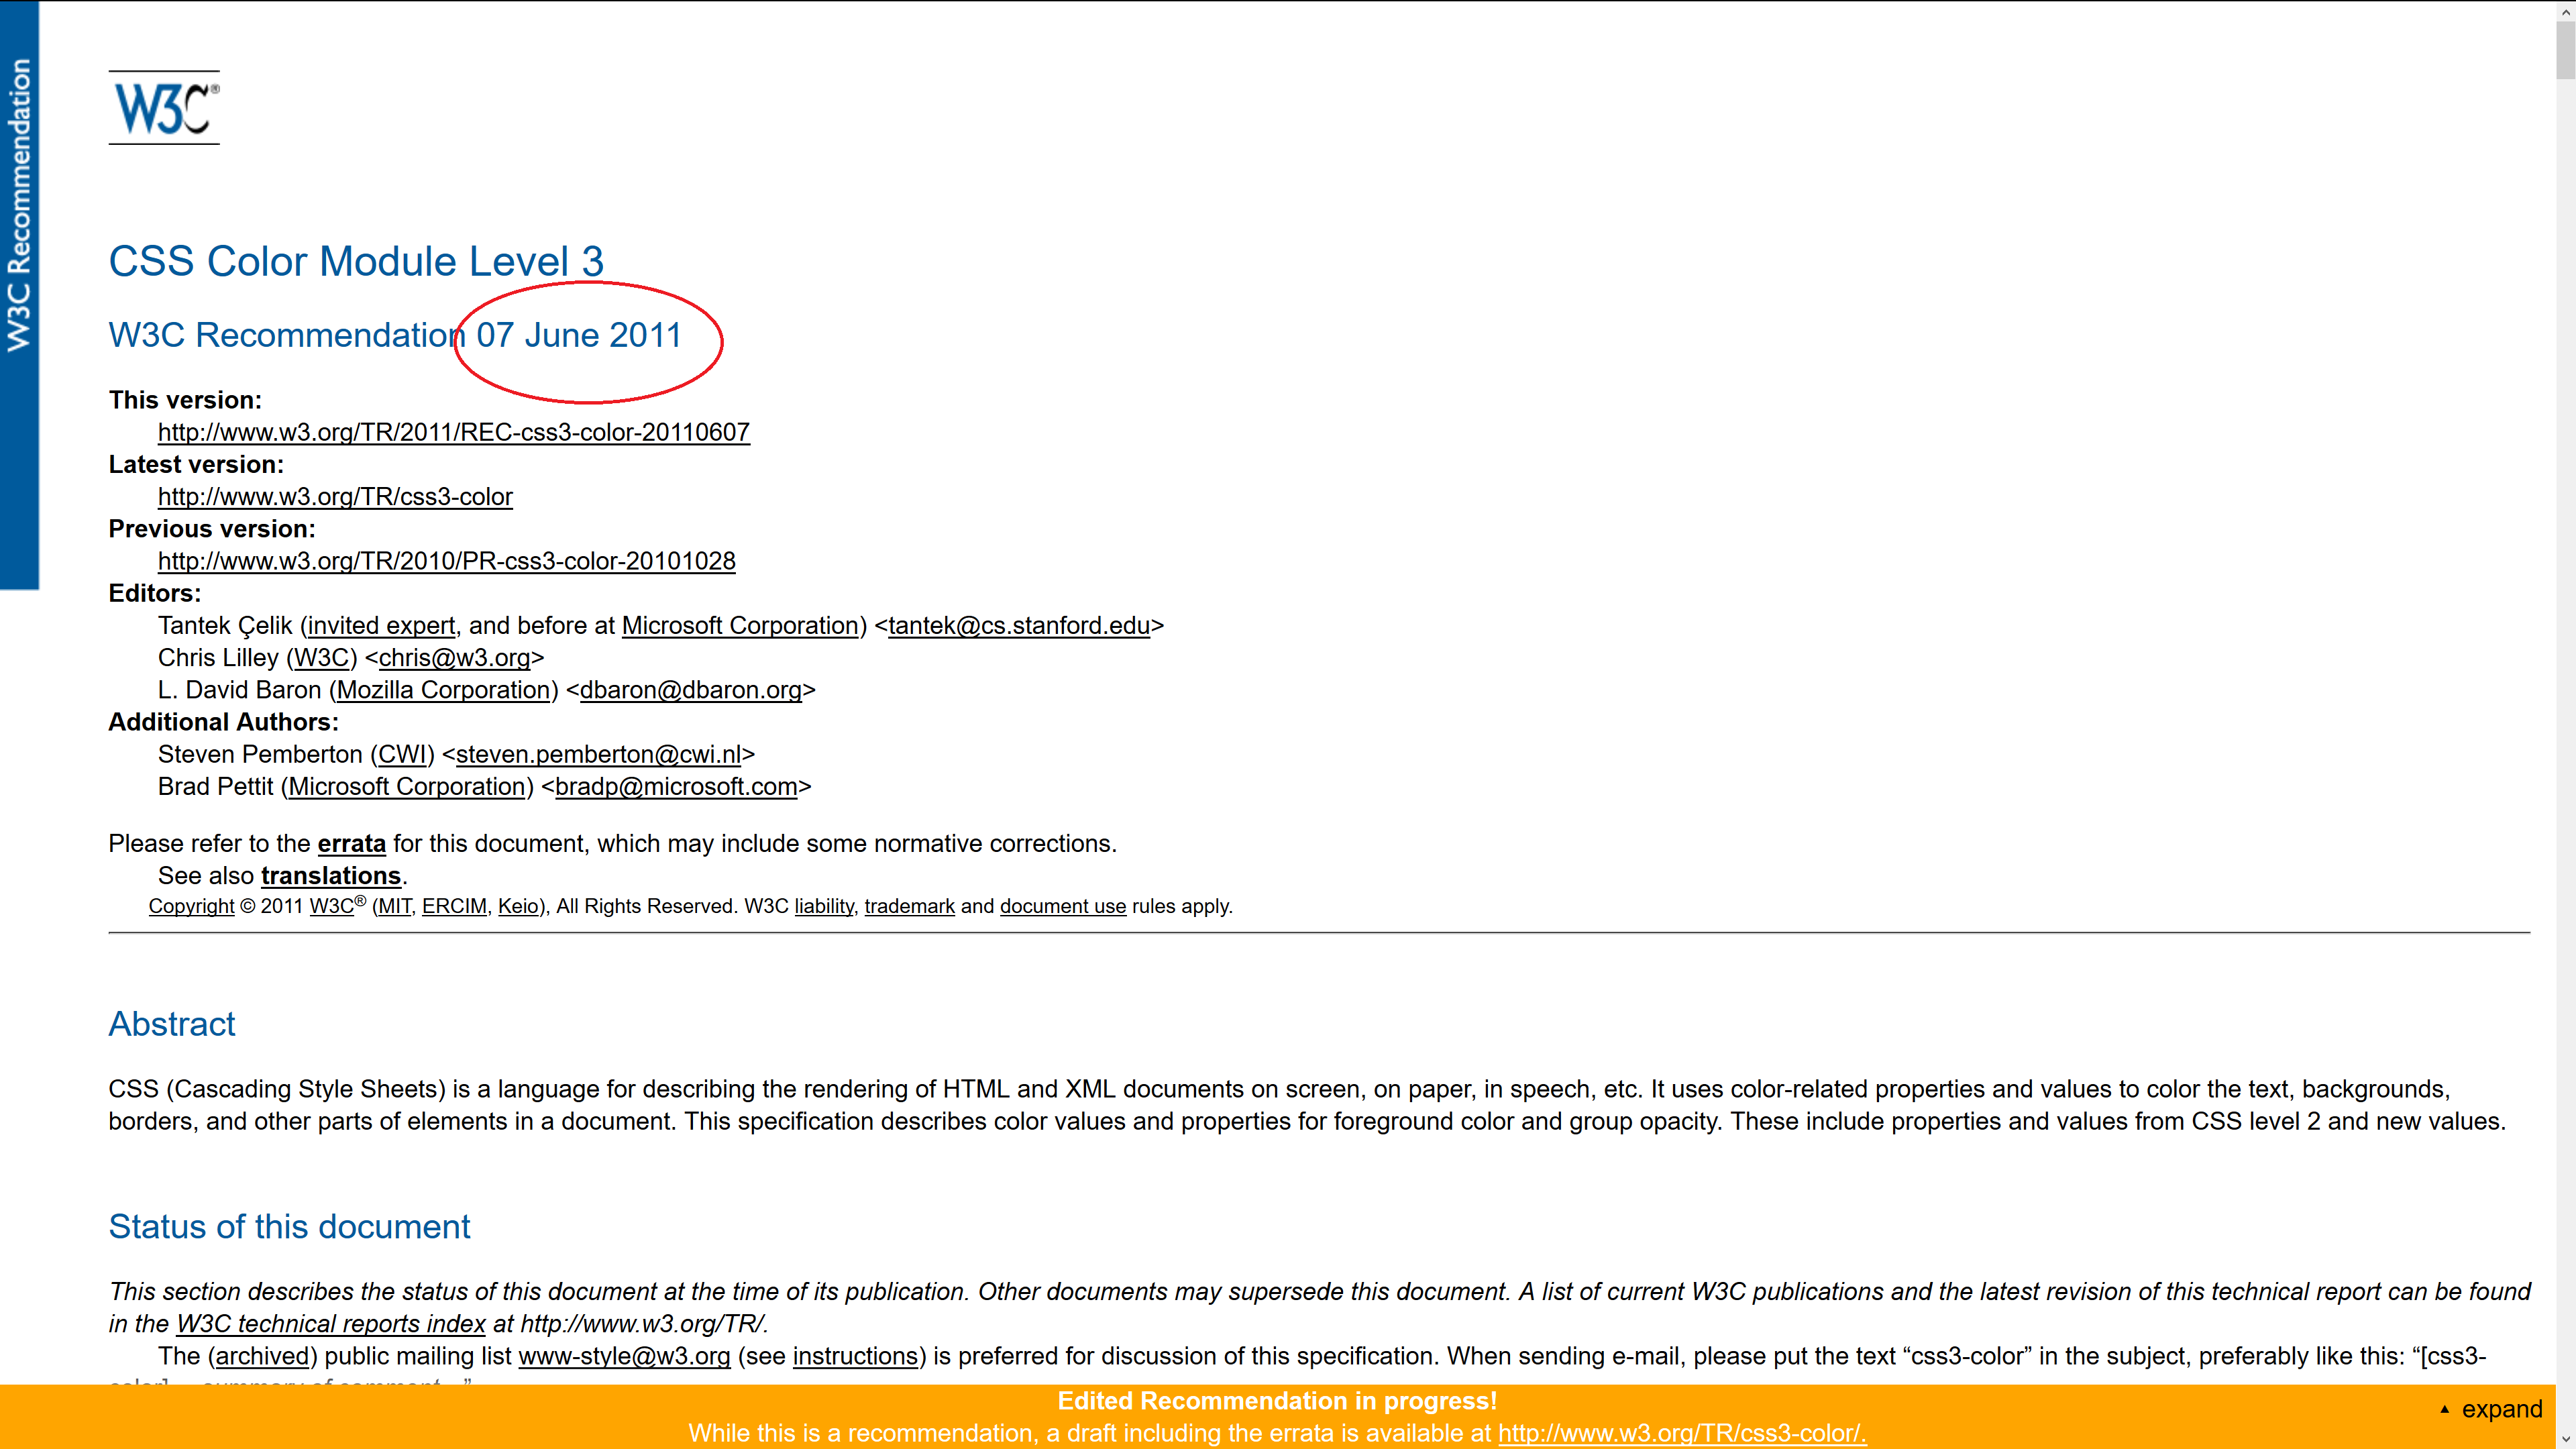 W3C Recommendation
W3C®
CSS Color Module Level 3
W3C Recommendation 07 June 2011
This version:
http://www.w3.org/TR/2011/REC-css3-color-20110607
Latest version:
http://www.w3.org/TR/css3-color
Previous version:
http://www.w3.org/TR/2010/PR-css3-color-20101028
Editors:
Tantek Çelik (invited expert, and before at Microsoft Corporation) <tantek@cs.stanford.edu>
Chris Lilley (W3C) <chris@w3.org>
L. David Baron (Mozilla Corporation) <dbaron@dbaron.org>
Additional Authors:
Steven Pemberton (CWI) <steven.pemberton@cwi.nl>
Brad Pettit (Microsoft Corporation) <bradp@microsoft.com>
Please refer to the errata for this document, which may include some normative corrections.
See also translations.
Copyright © 2011 W3C® (MIT, ERCIM, Keio), All Rights Reserved. W3C liability, trademark and document use rules apply.
Abstract
CSS (Cascading Style Sheets) is a language for describing the rendering of HTML and XML documents on screen, on paper, in speech, etc. It uses color-related properties and values to color the text, backgrounds,
borders, and other parts of elements in a document. This specification describes color values and properties for foreground color and group opacity. These include properties and values from CSS level 2 and new values.
Status of this document
This section describes the status of this document at the time of its publication. Other documents may supersede this document. A list of current W3C publications and the latest revision of this technical report can be found
in the W3C technical reports index at http://www.w3.org/TR/.
The (archived) public mailing list www-style@w3.org (see instructions) is preferred for discussion of this specification. When sending e-mail, please put the text “css3-color” in the subject, preferably like this: “[css3-
Edited Recommendation in progress!
▲ expand
While this is a recommendation, a draft including the errata is available at http://www.w3.org/TR/css3-color/.